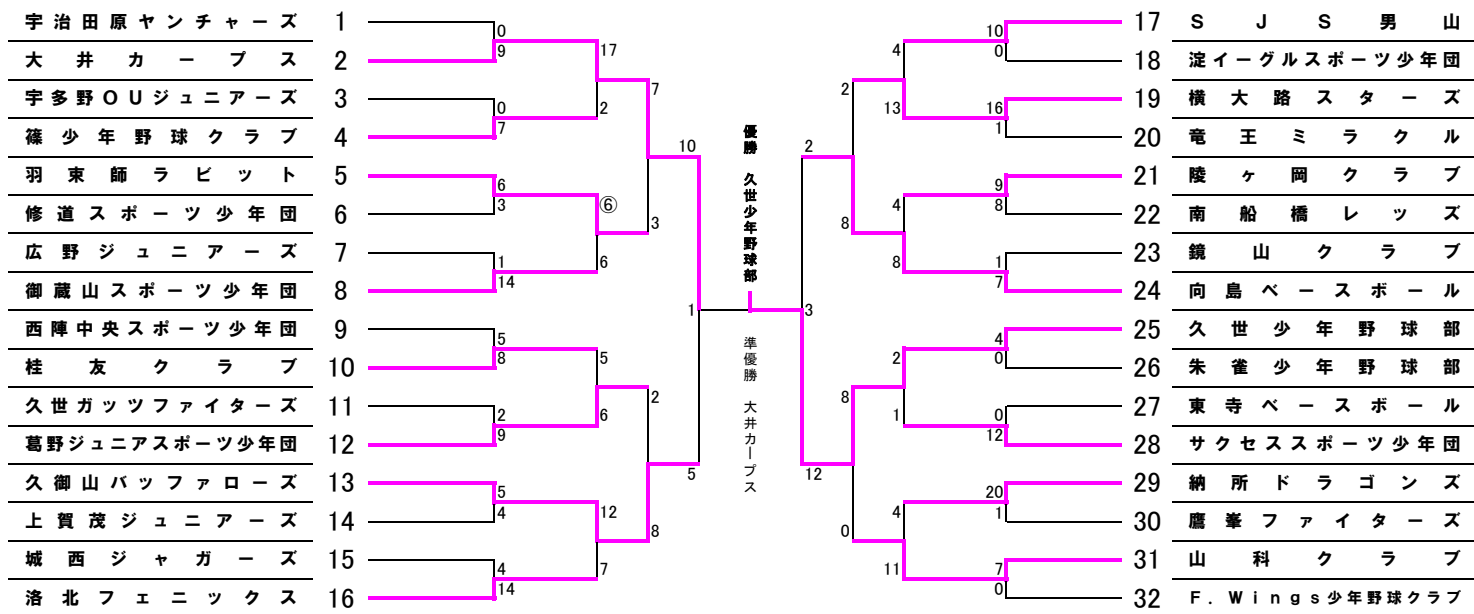 宇治田原ヤンチャーズ 1
大井カープス 2
宇多野OUジュニアーズ 3
篠少年野球クラブ 4
羽束師ラビット 5
修道スポーツ少年団 6
広野ジュニアーズ 7
御蔵山スポーツ少年団 8
西陣中央スポーツ少年団 9
桂友クラブ 10
久世ガッツファイターズ 11
葛野ジュニアスポーツ少年団 12
久御山バッファローズ 13
上賀茂ジュニアーズ 14
城西ジャガーズ 15
洛北フェニックス 16
0
9
0
7
6
3
1
14
5
8
2
9
5
4
4
14
17
2
⑥
6
5
6
12
7
7
3
2
8
10
5
1
優勝 久世少年野球部
準優勝 大井カープス
3
2
12
2
8
8
0
4
13
4
8
2
1
4
11
10
0
16
1
9
8
1
7
4
0
0
12
20
1
7
0
17 SJS男山
18 淀イーグルスポーツ少年団
19 横大路スターズ
20 竜王ミラクル
21 陵ヶ岡クラブ
22 南船橋レッズ
23 鏡山クラブ
24 向島ベースボール
25 久世少年野球部
26 朱雀少年野球部
27 東寺ベースボール
28 サクセススポーツ少年団
29 納所ドラゴンズ
30 鷹峯ファイターズ
31 山科クラブ
32 F.Wings少年野球クラブ